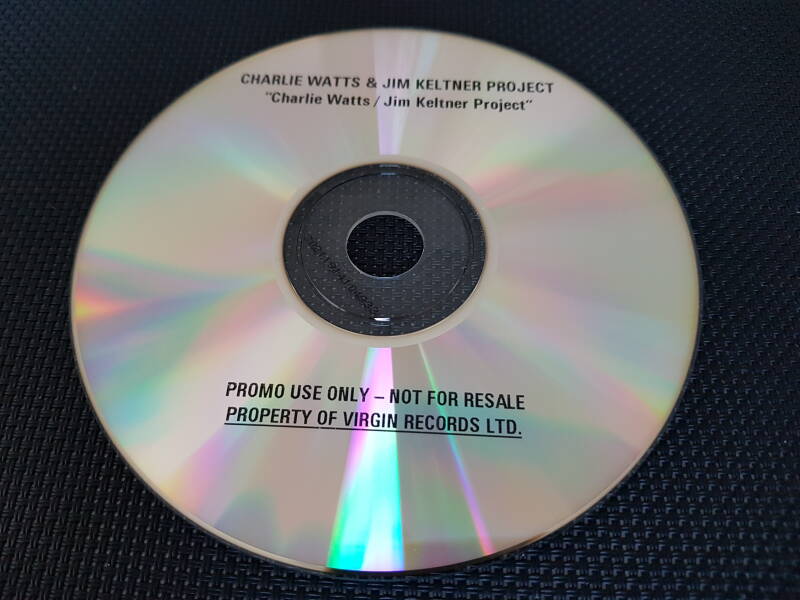 CHARLIE WATTS & JIM KELTNER PROJECT
"Charlie Watts / Jim Keltner Project"
PROMO USE ONLY – NOT FOR RESALE
PROPERTY OF VIRGIN RECORDS LTD.